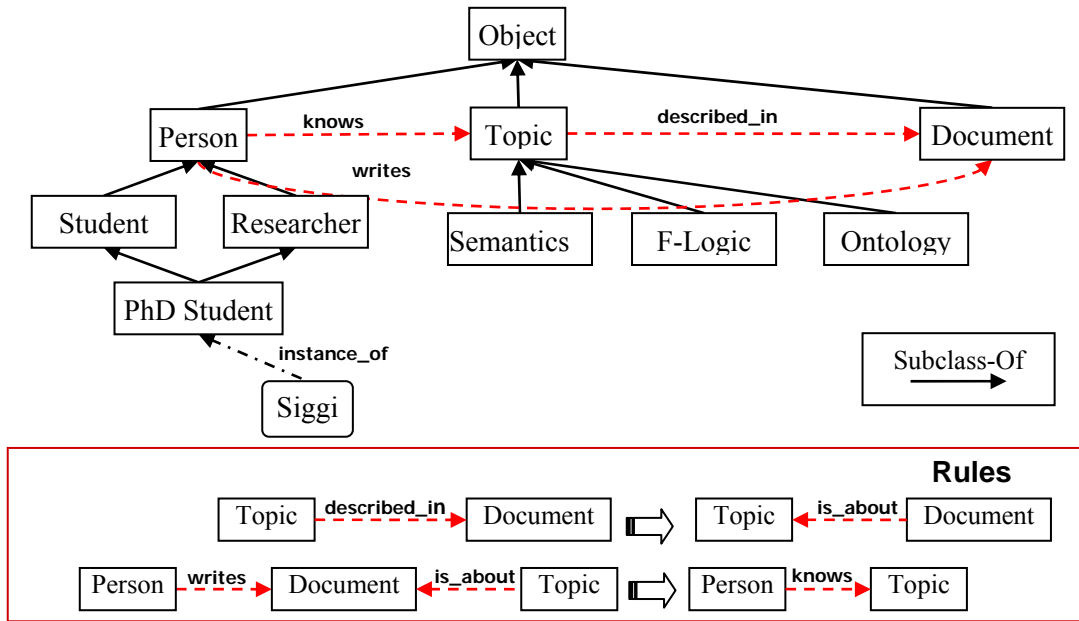 Object
Person
knows
Topic
described_in
Document
writes
Student
Researcher
Semantics
F-Logic
Ontology
PhD Student
instance_of
Siggi
Subclass-Of
Rules
Topic described_in Document Topic is_about Document
Person writes Document is_about Topic Person knows Topic